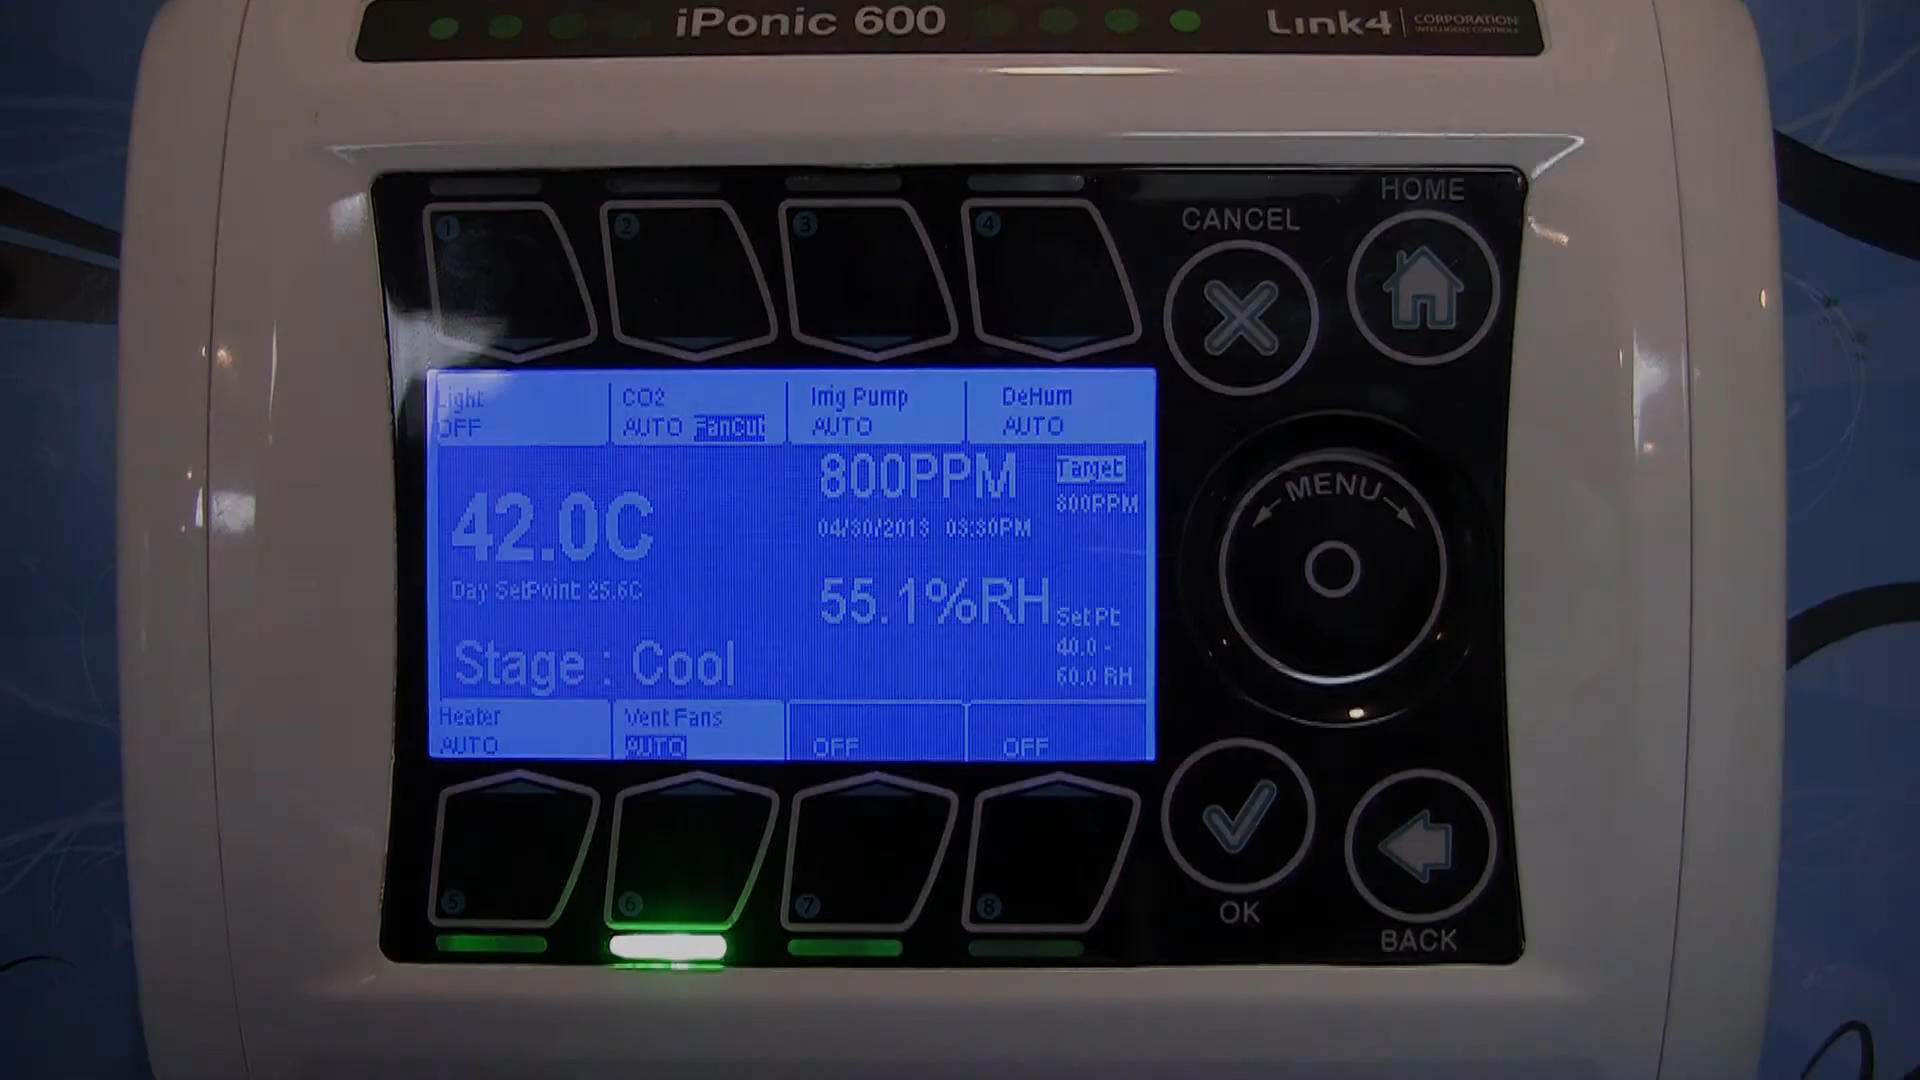 iPonic 600
Link4 CORPORATION
INTELLIGENT CONTROLS
HOME
CANCEL
1 2 3 4
Light CO2 Irrig Pump DeHum
OFF AUTO FanCut AUTO AUTO
800PPM Target
800PPM
42.0C
04/30/2013 03:30PM
MENU
Day SetPoint 25.6C
55.1%RH
Set Pt
40.0 -
60.0 RH
Stage : Cool
Heater Vent Fans
AUTO AUTO OFF OFF
5 6 7 8
OK
BACK